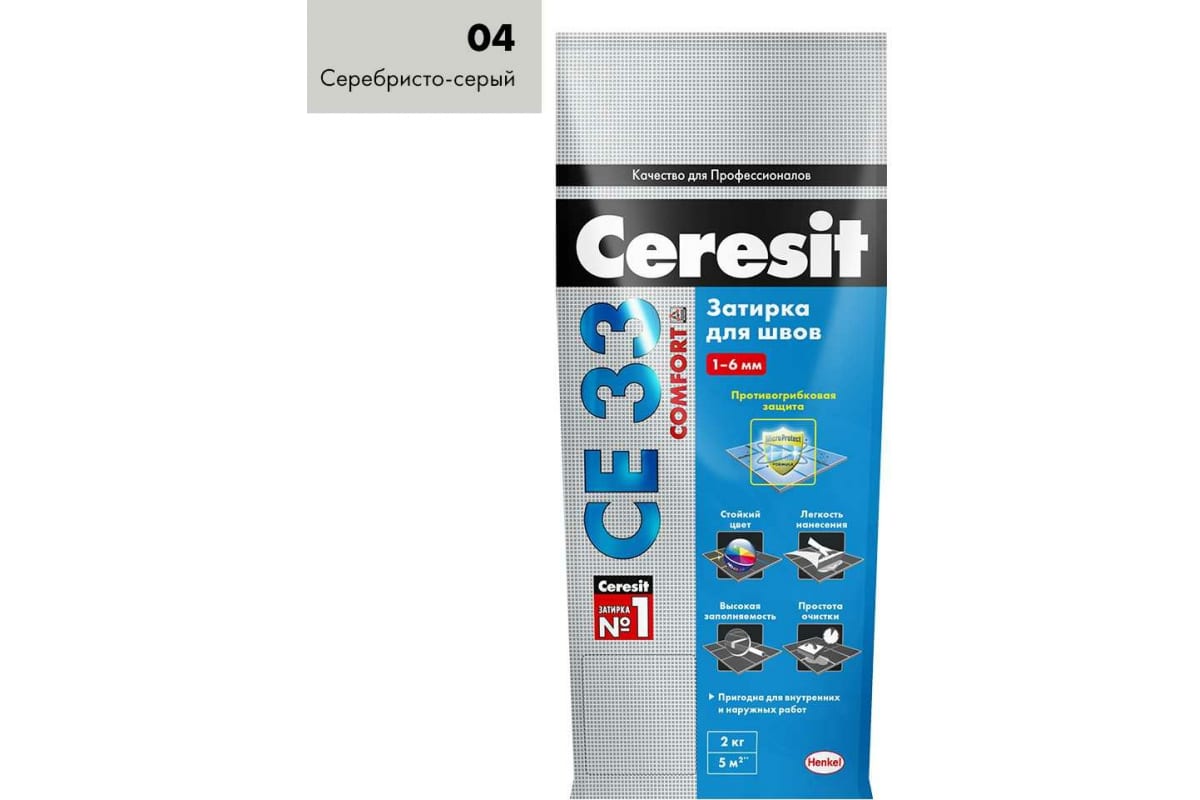 04
Серебристо-серый
Качество для Профессионалов
Ceresit
CE 33
COMFORT
Затирка
для швов
1-6 мм
Противогрибковая
защита
MicroProtect
FORMULA
Стойкий
цвет
Легкость
нанесения
Ceresit
ЗАТИРКА
№1
Высокая
заполняемость
Простота
очистки
Пригодна для внутренних
и наружных работ
2 кг
5 м²**
Henkel